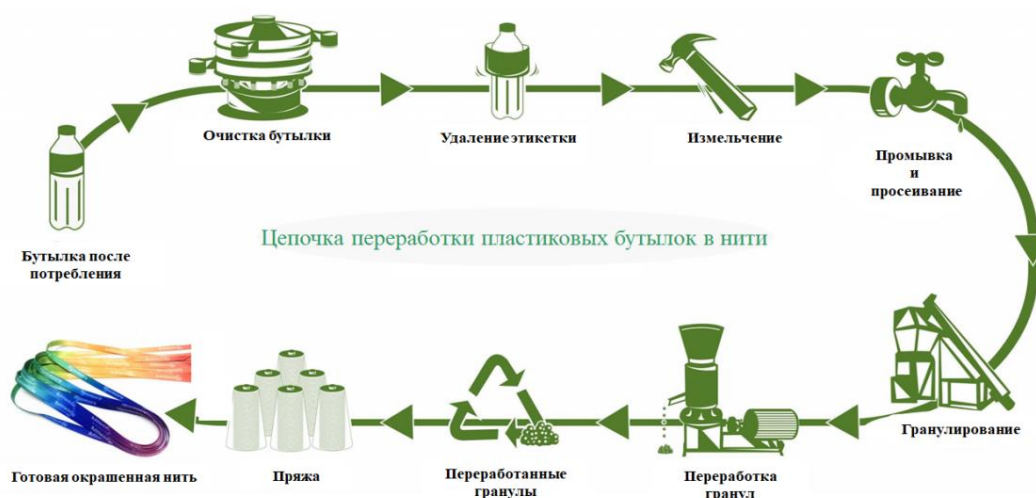 Очистка бутылки
Удаление этикетки
Измельчение
Промывка
и
просеивание
Цепочка переработки пластиковых бутылок в нити
Бутылка после
потребления
Гранулирование
Переработка
гранул
Переработанные
гранулы
Пряжа
Готовая окрашенная нить